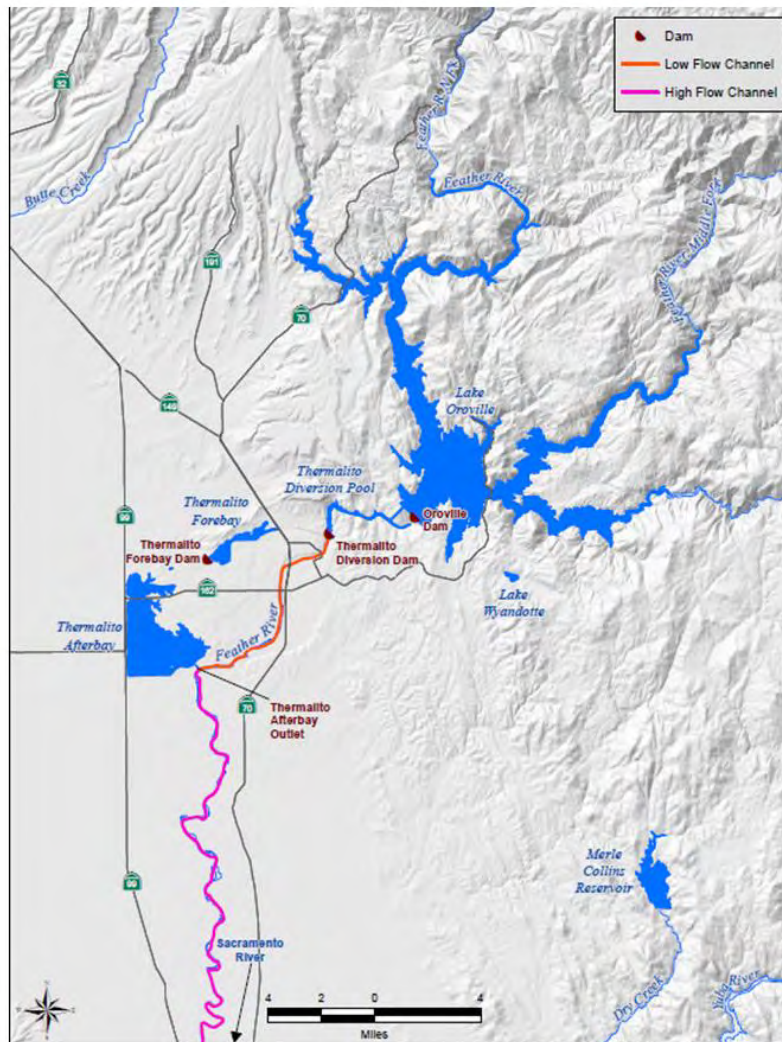 Dam
Low Flow Channel
High Flow Channel
32
Feather R N Fk
Feather River
Butte Creek
191
Feather River Middle Fork
70
Lake
Oroville
149
Thermalito
Diversion Pool
99
Thermalito
Forebay
Oroville
Dam
Thermalito
Forebay Dam
Thermalito
Diversion Dam
162
Lake
Wyandotte
Thermalito
Afterbay
Feather River
Thermalito
Afterbay
Outlet
70
Merle
Collins
Reservoir
99
Sacramento
River
Dry Creek
Yuba River
4 2 0 4
Miles